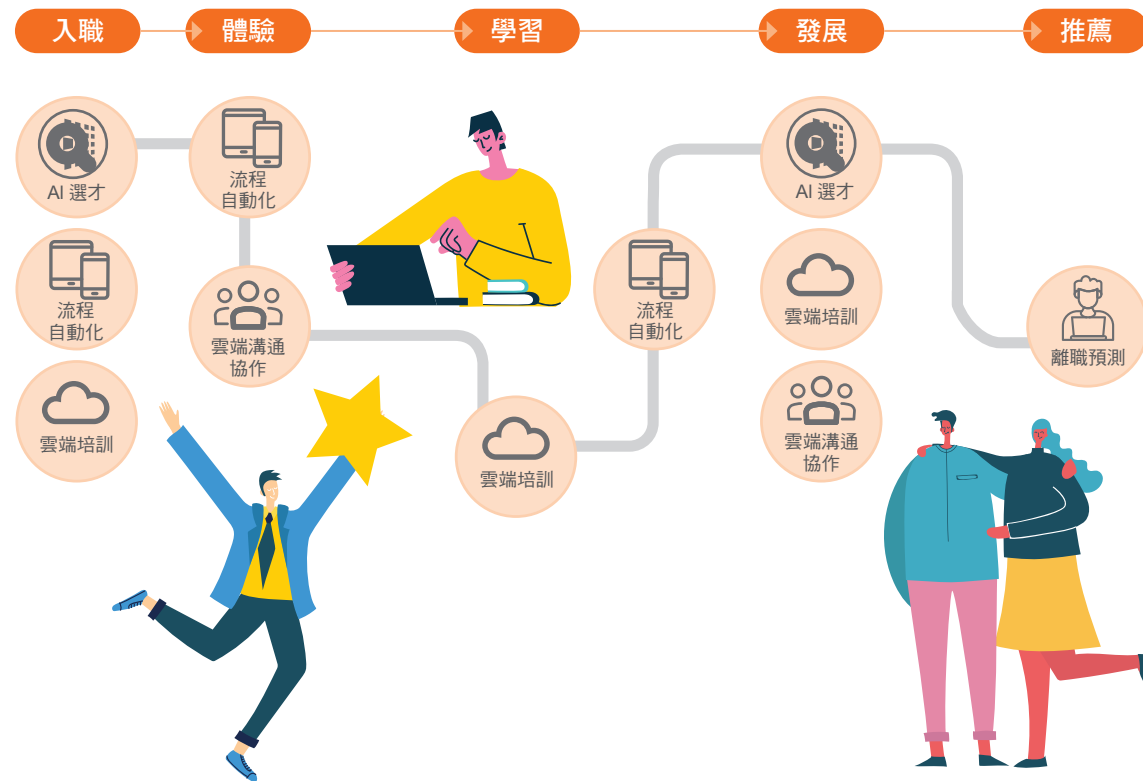 入職
體驗
學習
發展
推薦
AI 選才
流程
自動化
雲端培訓
流程
自動化
雲端溝通
協作
雲端培訓
流程
自動化
AI 選才
雲端培訓
雲端溝通
協作
離職預測